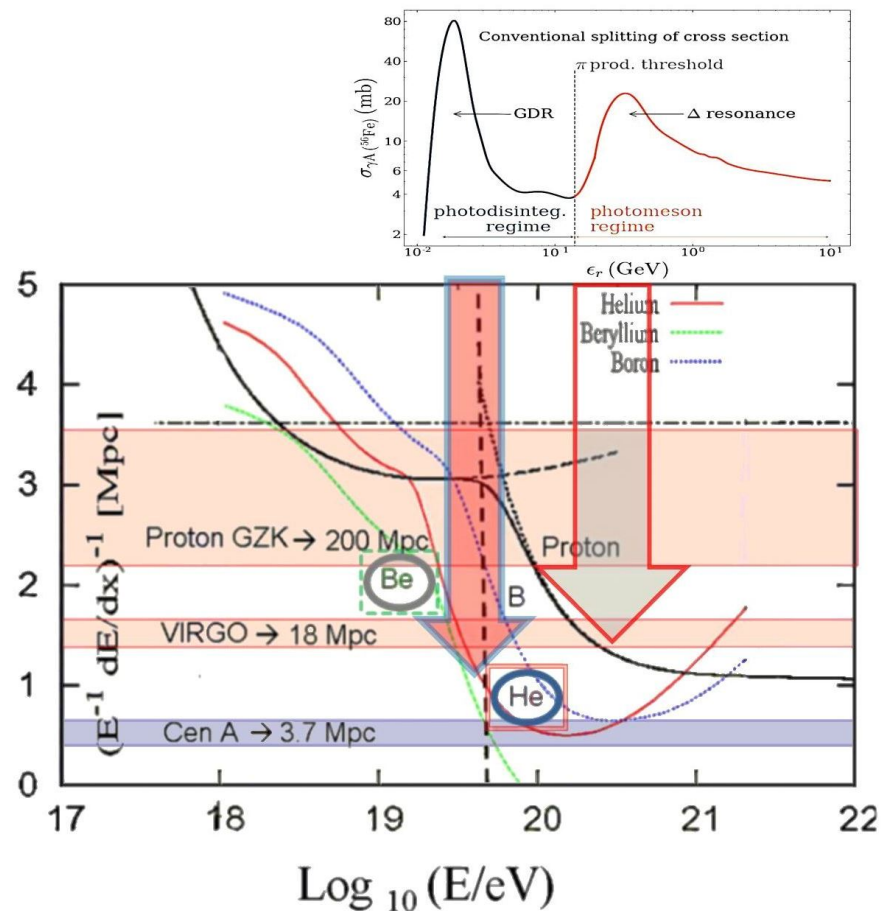 80
40
20
10
6
4
2
σγA (⁵⁶Fe) (mb)
Conventional splitting of cross section
π prod. threshold
GDR
Δ resonance
photodisinteg. regime
photomeson regime
10⁻²
10⁻¹
10⁰
10¹
ϵᵣ (GeV)
5
4
3
2
1
0
(E⁻¹ dE/dx)⁻¹ [Mpc]
Helium
Beryllium
Boron
Proton GZK → 200 Mpc
Proton
Be
B
VIRGO → 18 Mpc
He
Cen A → 3.7 Mpc
17
18
19
20
21
22
Log ₁₀ (E/eV)